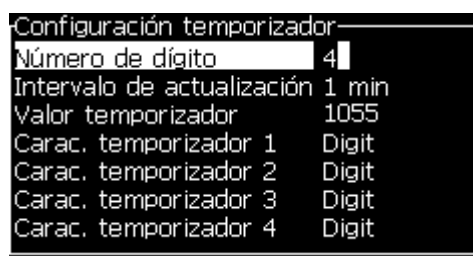 Configuración temporizador
Número de dígito 4
Intervalo de actualización 1 min
Valor temporizador 1055
Carac. temporizador 1 Digit
Carac. temporizador 2 Digit
Carac. temporizador 3 Digit
Carac. temporizador 4 Digit